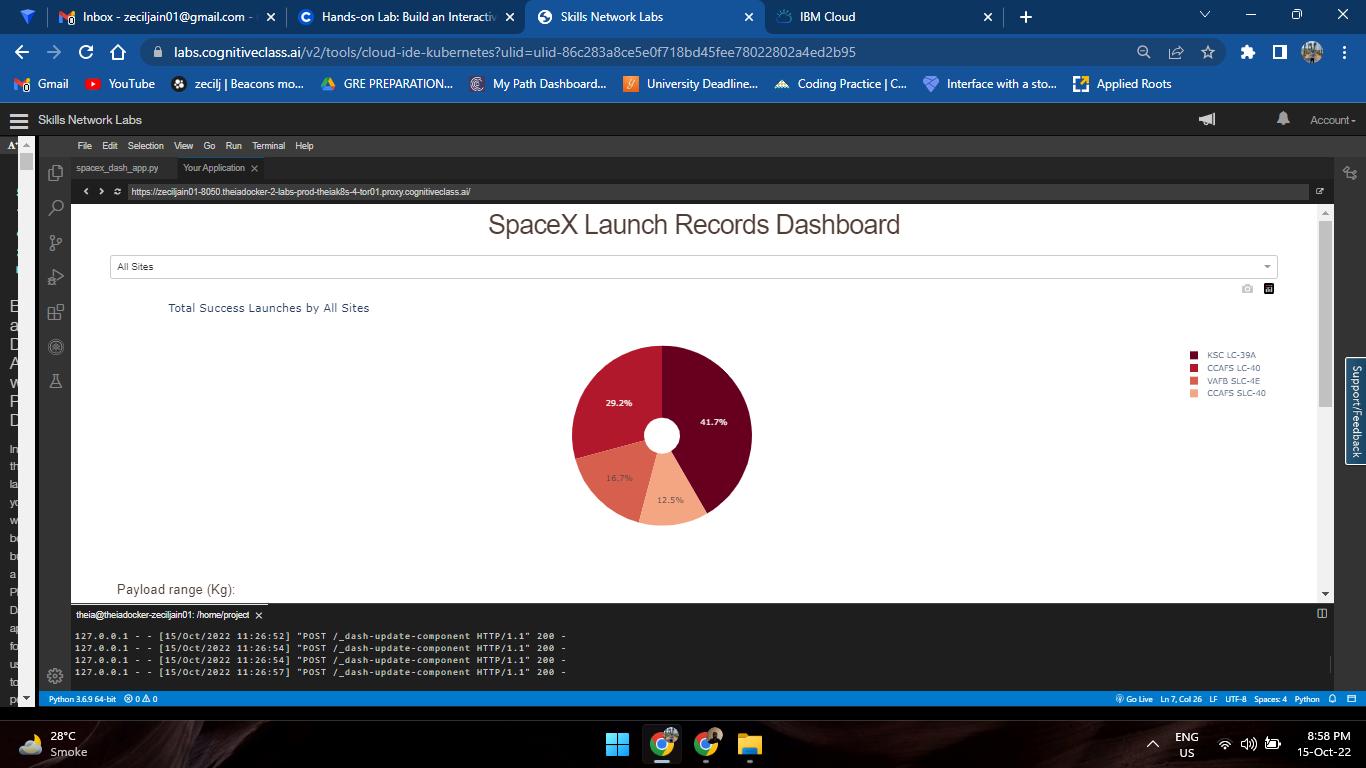 Inbox - zeciljain01@gmail.com -
Hands-on Lab: Build an Interactiv
Skills Network Labs
IBM Cloud
labs.cognitiveclass.ai/v2/tools/cloud-ide-kubernetes?ulid=ulid-86c283a8ce5e0f718bd45fee78022802a4ed2b95
Gmail
YouTube
zecilj | Beacons mo...
GRE PREPARATION...
My Path Dashboard...
University Deadline...
Coding Practice | C...
Interface with a sto...
Applied Roots
Skills Network Labs
Account
File Edit Selection View Go Run Terminal Help
spacex_dash_app.py
Your Application
https://zeciljain01-8050.theiadocker-2-labs-prod-theiak8s-4-tor01.proxy.cognitiveclass.ai/
SpaceX Launch Records Dashboard
All Sites
Total Success Launches by All Sites
KSC LC-39A
CCAFS LC-40
VAFB SLC-4E
CCAFS SLC-40
29.2%
41.7%
16.7%
12.5%
Payload range (Kg):
Support/Feedback
theia@theiadocker-zeciljain01: /home/project
127.0.0.1 - - [15/Oct/2022 11:26:52] "POST /_dash-update-component HTTP/1.1" 200 -
127.0.0.1 - - [15/Oct/2022 11:26:54] "POST /_dash-update-component HTTP/1.1" 200 -
127.0.0.1 - - [15/Oct/2022 11:26:54] "POST /_dash-update-component HTTP/1.1" 200 -
127.0.0.1 - - [15/Oct/2022 11:26:57] "POST /_dash-update-component HTTP/1.1" 200 -
Python 3.6.9 64-bit 0 0
Go Live Ln 7, Col 26 LF UTF-8 Spaces: 4 Python
28°C
Smoke
ENG
US
8:58 PM
15-Oct-22